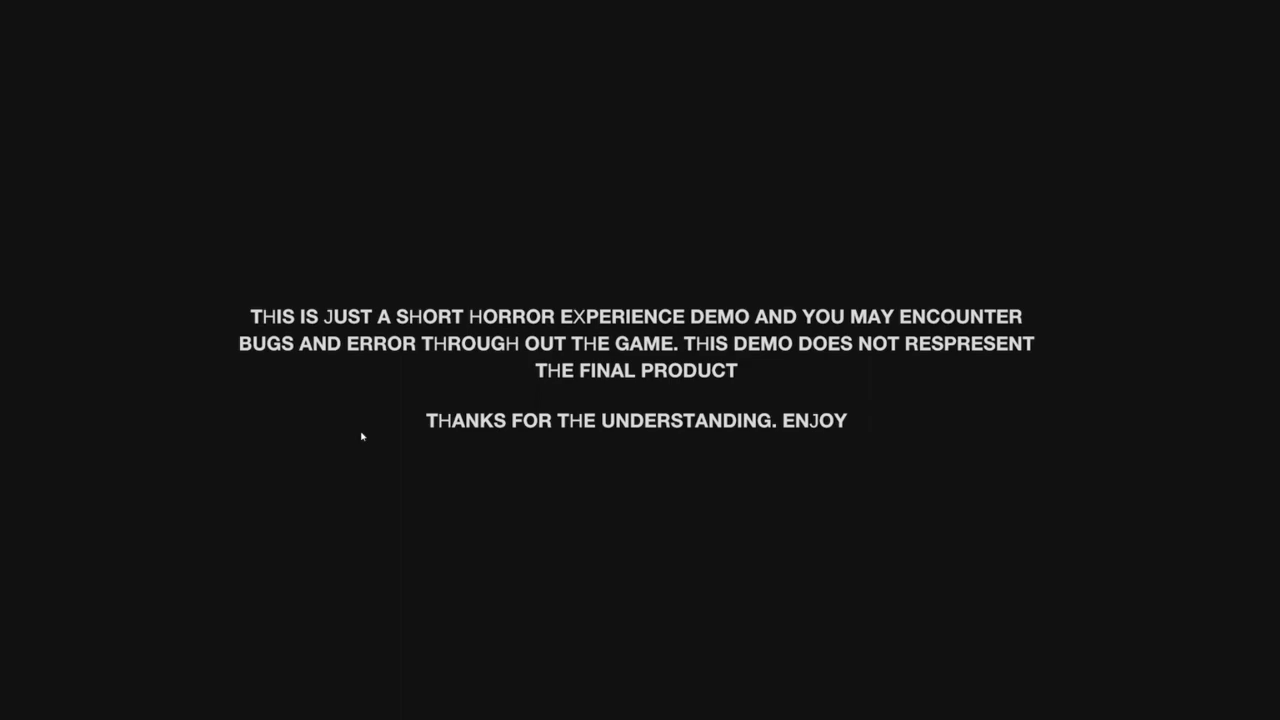 THIS IS JUST A SHORT HORROR EXPERIENCE DEMO AND YOU MAY ENCOUNTER
BUGS AND ERROR THROUGH OUT THE GAME. THIS DEMO DOES NOT RESPRESENT
THE FINAL PRODUCT
THANKS FOR THE UNDERSTANDING. ENJOY